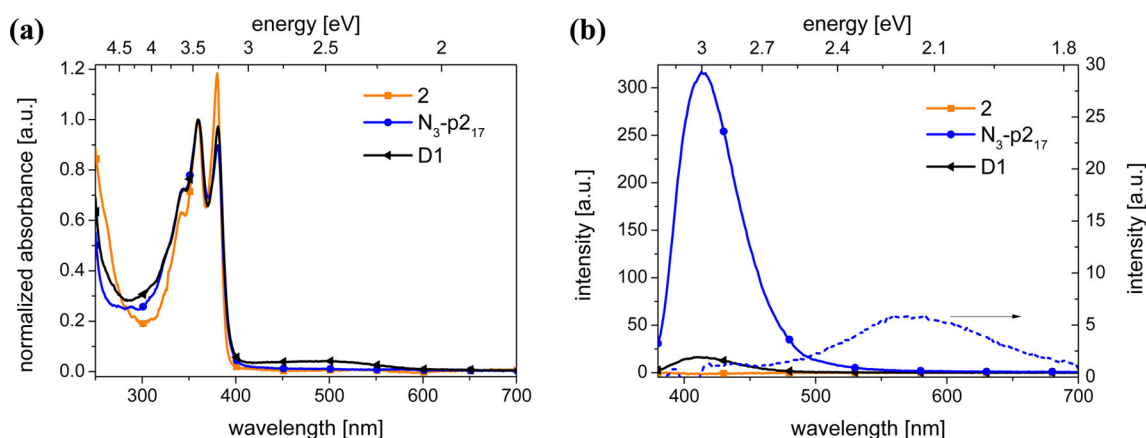 (a)
energy [eV]
4.5 4 3.5 3 2.5 2
1.2
1.0
0.8
0.6
0.4
0.2
0.0
normalized absorbance [a.u.]
2
N₃-p2₁₇
D1
300 400 500 600 700
wavelength [nm]
(b)
energy [eV]
3 2.7 2.4 2.1 1.8
300
250
200
150
100
50
0
intensity [a.u.]
2
N₃-p2₁₇
D1
30
25
20
15
10
5
0
intensity [a.u.]
400 500 600 700
wavelength [nm]